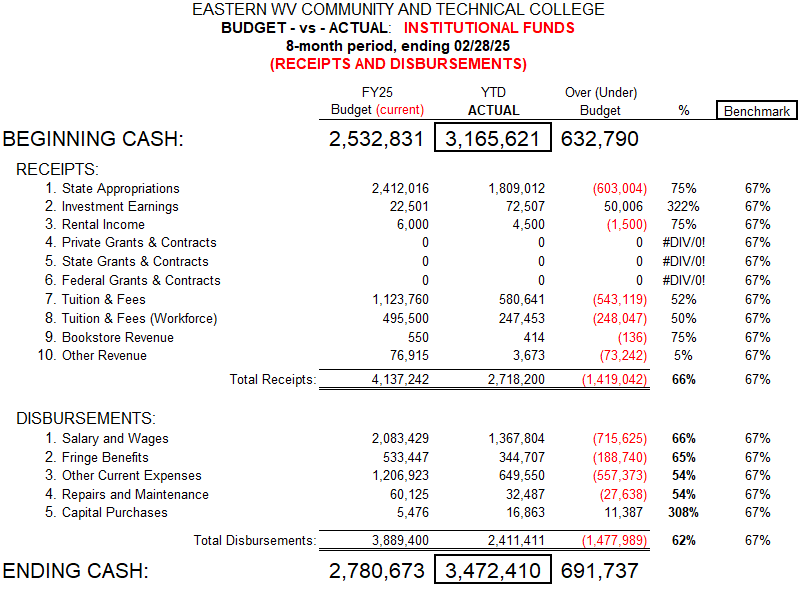 EASTERN WV COMMUNITY AND TECHNICAL COLLEGE
BUDGET - vs - ACTUAL: INSTITUTIONAL FUNDS
8-month period, ending 02/28/25
(RECEIPTS AND DISBURSEMENTS)
FY25 YTD Over (Under)
Budget (current) ACTUAL Budget % Benchmark
BEGINNING CASH: 2,532,831 3,165,621 632,790
RECEIPTS:
1. State Appropriations 2,412,016 1,809,012 (603,004) 75% 67%
2. Investment Earnings 22,501 72,507 50,006 322% 67%
3. Rental Income 6,000 4,500 (1,500) 75% 67%
4. Private Grants & Contracts 0 0 0 #DIV/0! 67%
5. State Grants & Contracts 0 0 0 #DIV/0! 67%
6. Federal Grants & Contracts 0 0 0 #DIV/0! 67%
7. Tuition & Fees 1,123,760 580,641 (543,119) 52% 67%
8. Tuition & Fees (Workforce) 495,500 247,453 (248,047) 50% 67%
9. Bookstore Revenue 550 414 (136) 75% 67%
10. Other Revenue 76,915 3,673 (73,242) 5% 67%
Total Receipts: 4,137,242 2,718,200 (1,419,042) 66% 67%
DISBURSEMENTS:
1. Salary and Wages 2,083,429 1,367,804 (715,625) 66% 67%
2. Fringe Benefits 533,447 344,707 (188,740) 65% 67%
3. Other Current Expenses 1,206,923 649,550 (557,373) 54% 67%
4. Repairs and Maintenance 60,125 32,487 (27,638) 54% 67%
5. Capital Purchases 5,476 16,863 11,387 308% 67%
Total Disbursements: 3,889,400 2,411,411 (1,477,989) 62% 67%
ENDING CASH: 2,780,673 3,472,410 691,737